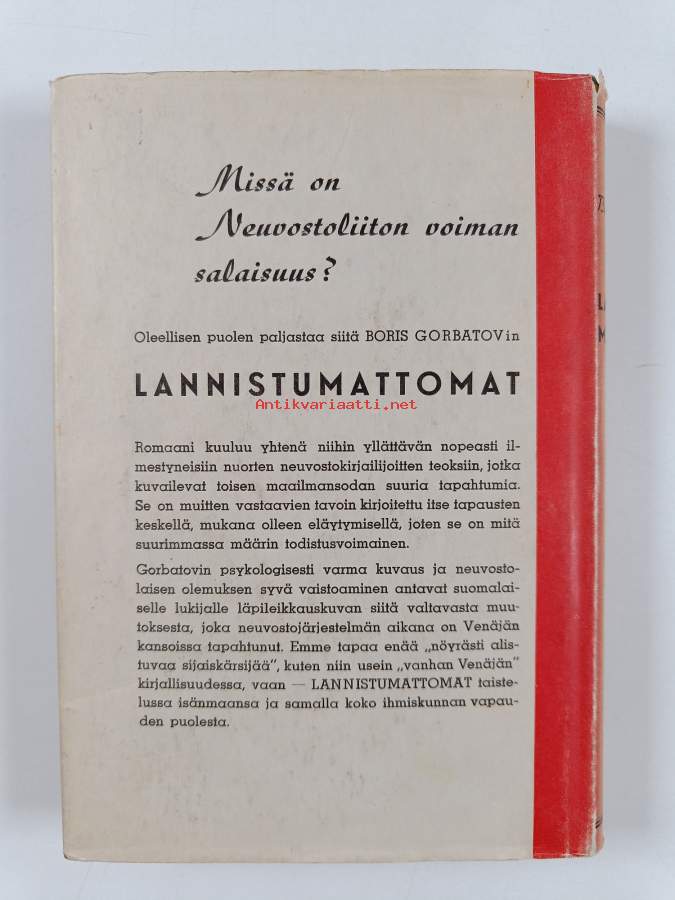 Missä on
Neuvostoliiton voiman
salaisuus?
Oleellisen puolen paljastaa siitä BORIS GORBATOVin
LANNISTUMATTOMAT
Antikvariaatti.net
Romaani kuuluu yhtenä niihin yllättävän nopeasti il-
mestyneisiin nuorten neuvostokirjailijoitten teoksiin, jotka
kuvailevat toisen maailmansodan suuria tapahtumia.
Se on muitten vastaavien tavoin kirjoitettu itse tapausten
keskellä, mukana olleen eläytymisellä, joten se on mitä
suurimmassa määrin todistusvoimainen.
Gorbatovin psykologisesti varma kuvaus ja neuvosto-
laisen olemuksen syvä vaistoaminen antavat suomalai-
selle lukijalle läpileikkauskuvan siitä valtavasta muu-
toksesta, joka neuvostojärjestelmän aikana on Venäjän
kansoissa tapahtunut. Emme tapaa enää „nöyrästi alis-
tuvaa sijaiskärsijää", kuten niin usein „vanhan Venäjän"
kirjallisuudessa, vaan — LANNISTUMATTOMAT taiste-
lussa isänmaansa ja samalla koko ihmiskunnan vapau-
den puolesta.